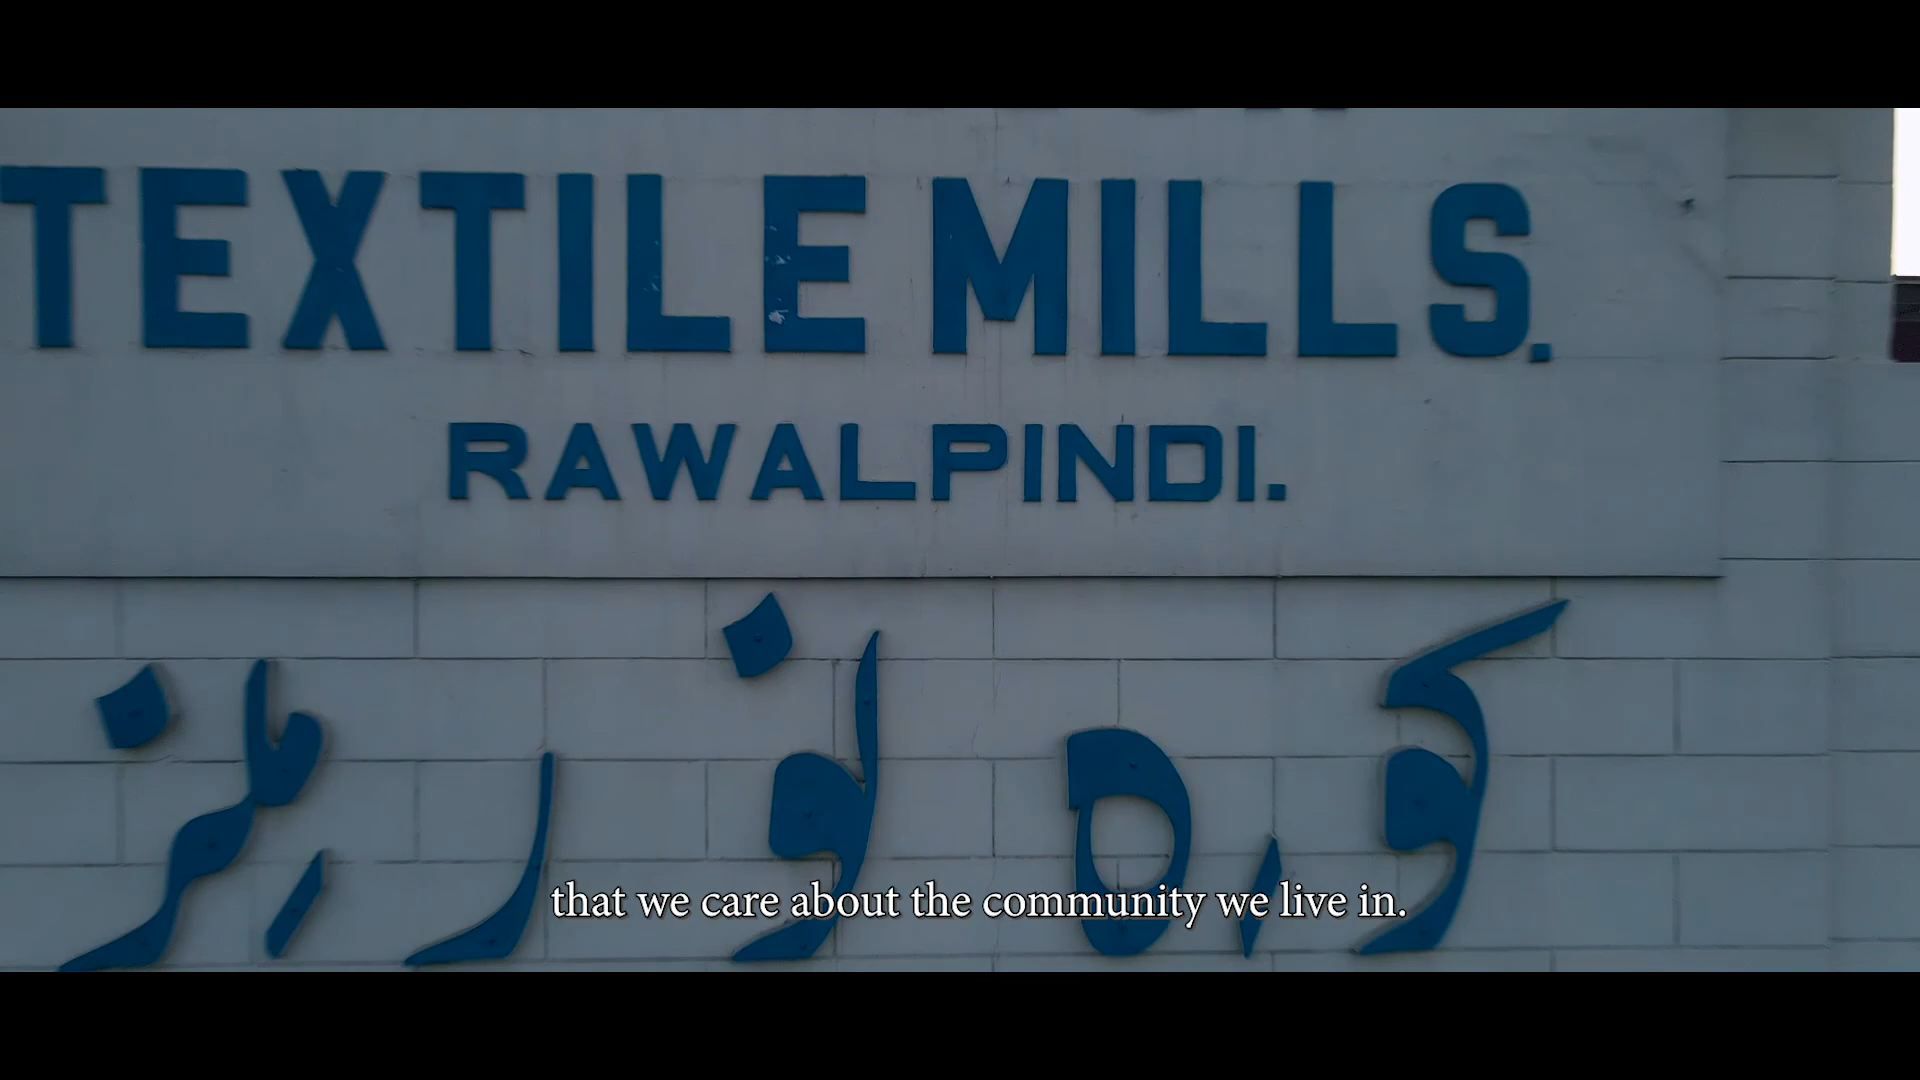 TEXTILE MILLS.
RAWALPINDI.
کوہ نور ملز
that we care about the community we live in.